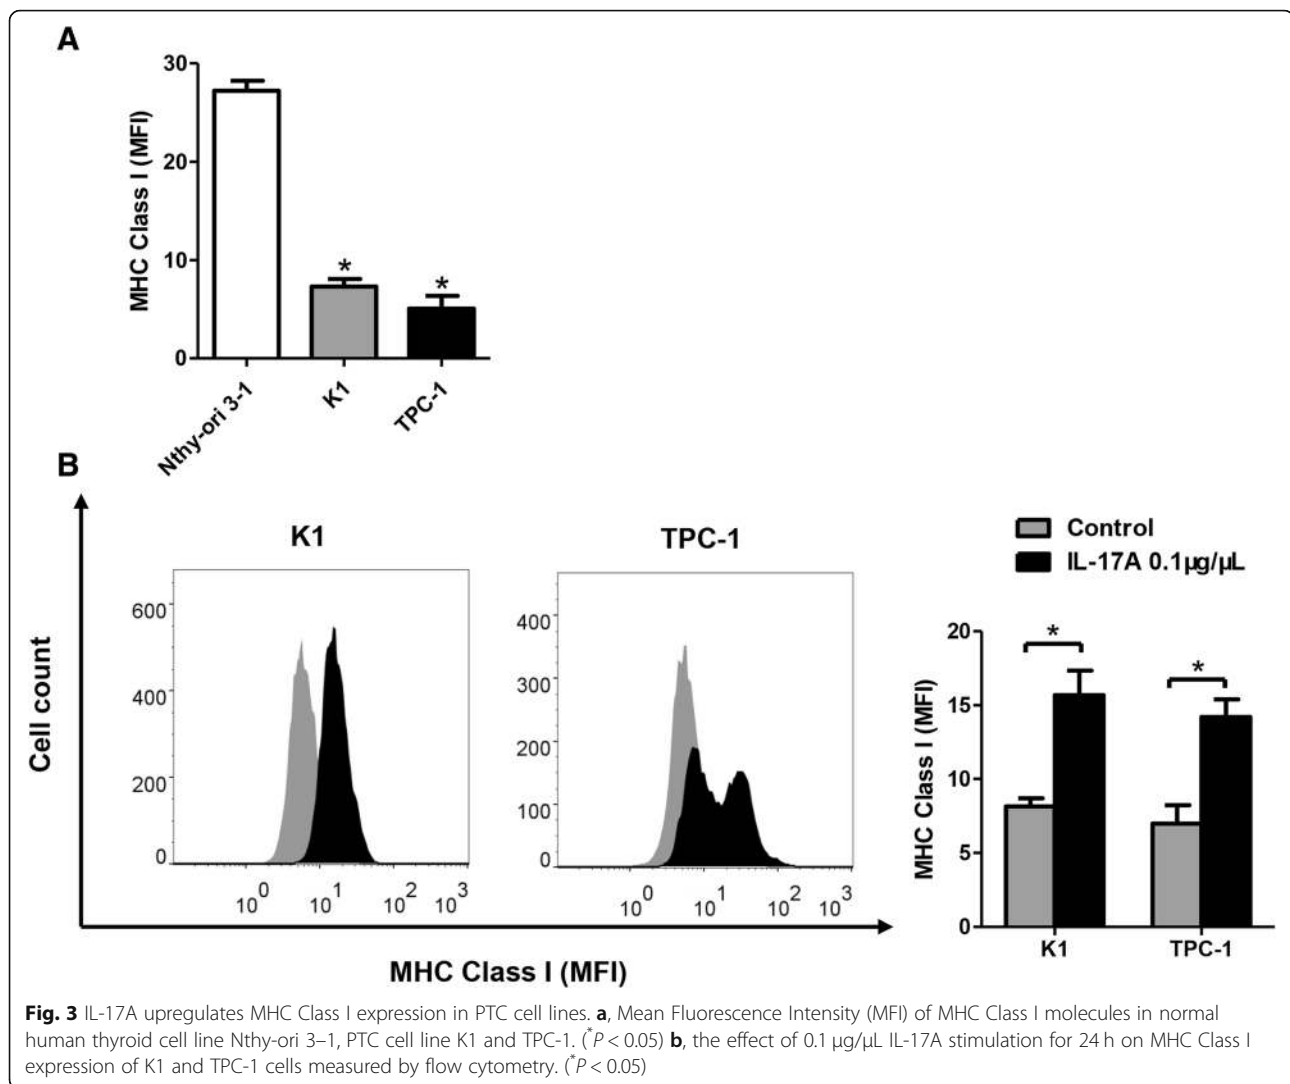 A
30
20
10
0
MHC Class I (MFI)
*
*
Nthy-ori 3-1
K1
TPC-1
B
Cell count
K1
600
400
200
0
10^0 10^1 10^2 10^3
TPC-1
400
300
200
100
0
10^0 10^1 10^2 10^3
MHC Class I (MFI)
Control
IL-17A 0.1µg/µL
20
15
10
5
0
MHC Class I (MFI)
*
*
K1
TPC-1
Fig. 3 IL-17A upregulates MHC Class I expression in PTC cell lines. a, Mean Fluorescence Intensity (MFI) of MHC Class I molecules in normal
human thyroid cell line Nthy-ori 3–1, PTC cell line K1 and TPC-1. (*P < 0.05) b, the effect of 0.1 µg/µL IL-17A stimulation for 24 h on MHC Class I
expression of K1 and TPC-1 cells measured by flow cytometry. (*P < 0.05)